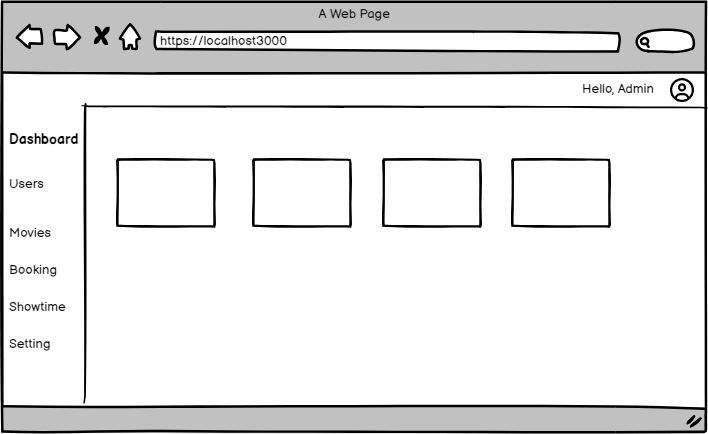 A Web Page
https://localhost3000
Hello, Admin
Dashboard
Users
Movies
Booking
Showtime
Setting